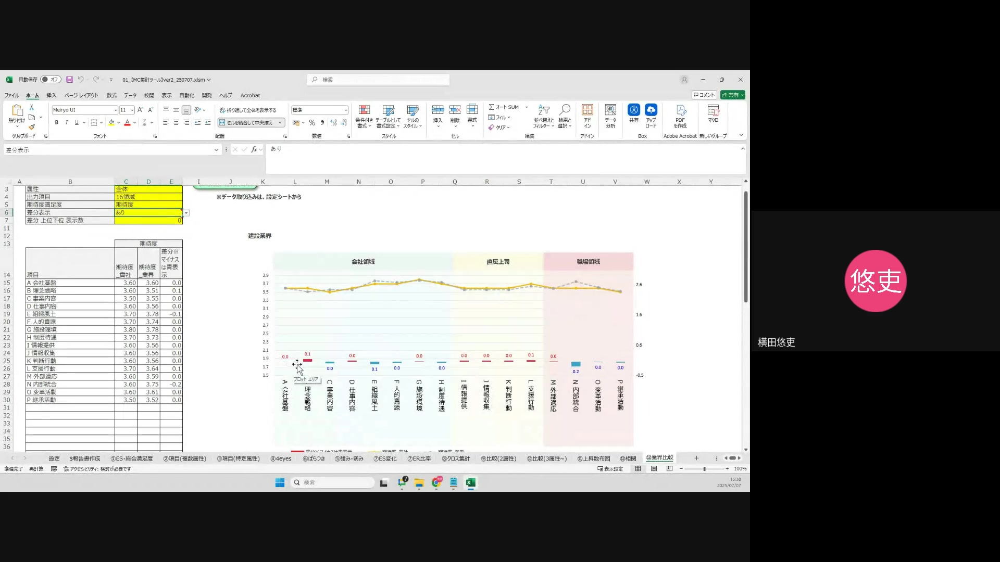 自動保存 オフ 01_【MC集計ツール】ver2_250707.xlsm 検索
ファイル ホーム 挿入 ページ レイアウト 数式 データ 校閲 表示 自動化 開発 ヘルプ Acrobat コメント 共有
貼り付け Meiryo UI 11 折り返して全体を表示する 標準 条件付き書式 テーブルとして書式設定 セルのスタイル 挿入 削除 書式 オート SUM 並べ替えとフィルター 検索と選択 アドイン データ分析 共有 アップロード PDFを作成 マクロ
B I U A セルを結合して中央揃え フィル
クリア
クリップボード フォント 配置 数値 スタイル セル 編集 アドイン Box Adobe Acrobat 新しいグループ
差分表示 fx あり
A B C D E I J K L M N O P Q R S T U V W X Y
3 属性 全体
4 出力項目 16領域
※データ取り込みは、設定シートから
5 期待度満足度 期待度
6 差分表示 あり
7 差分 上位下位 表示数 0
11
12 建設業界
13 期待度
14 項目 期待度_貴社 期待度_業界 差分※マイナスは青表示
15 A 会社基盤 3.60 3.60 0.0
16 B 理念戦略 3.60 3.51 0.1
17 C 事業内容 3.50 3.55 0.0
18 D 仕事内容 3.60 3.56 0.0
19 E 組織風土 3.70 3.78 -0.1
20 F 人的資源 3.70 3.74 0.0
21 G 施設環境 3.80 3.78 0.0
22 H 制度待遇 3.70 3.73 0.0
23 I 情報提供 3.60 3.56 0.0
24 J 情報収集 3.60 3.56 0.0
25 K 判断行動 3.60 3.56 0.0
26 L 支援行動 3.70 3.64 0.1
27 M 外部適応 3.60 3.59 0.0
28 N 内部統合 3.60 3.75 -0.2
29 O 変革活動 3.60 3.61 0.0
30 P 継承活動 3.50 3.52 0.0
31
32
33
34
35
36
会社領域 直属上司 職場領域
3.9
3.7
3.5
3.3
3.1
2.9
2.7
2.5
2.3
2.1
1.9
1.7
1.5
2.6
1.6
0.6
-0.5
0.0 0.1 0.0 0.0 0.0 0.0 0.0 0.1 0.0
0.0 0.1 0.0 0.0 0.2 0.0 0.0
プロット エリア
A 会社基盤
理念戦略
C 事業内容
D 仕事内容
E 組織風土
F 人的資源
G 施設環境
H 制度待遇
I 情報提供
J 情報収集
K 判断行動
L 支援行動
M 外部適応
N 内部統合
O 変革活動
P 継承活動
設定 $報告書作成 ①ES・総合満足度 ②項目(複数属性) ③項目(特定属性) ④4eyes ⑥ばらつき ⑤強み・弱み ⑦ES変化 ⑦ER比率 ⑧クロス集計 ⑨比較(2属性) ⑩比較(3属性~) ⑪上昇散布図 ⑫相関 ⑬業界比較
準備完了 再計算 アクセシビリティ: 検討が必要です 表示設定 100%
検索 7
15:38
2025/07/07
悠吏
横田悠吏